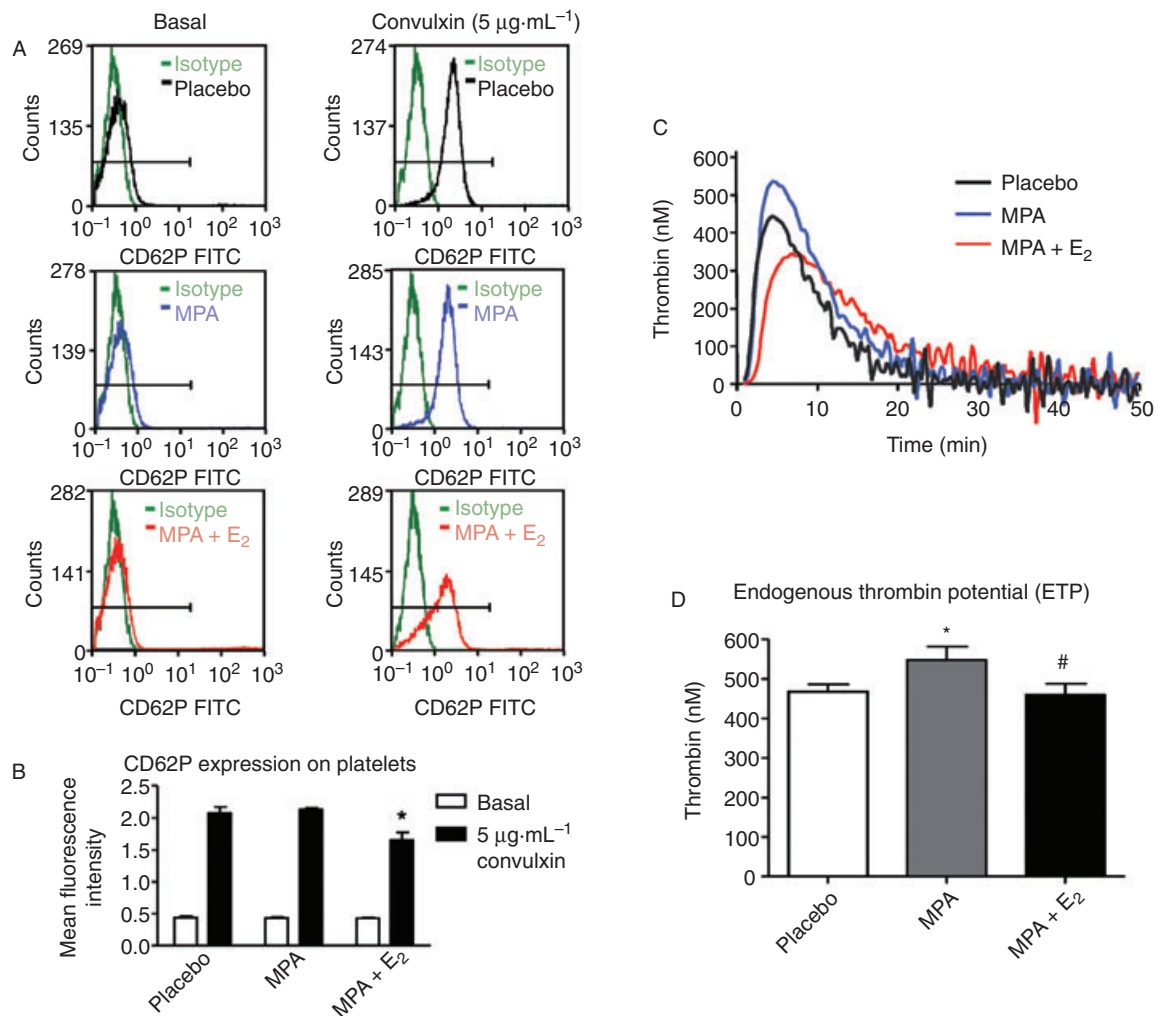 A
Basal
269
135
0
Counts
Isotype
Placebo
10⁻¹ 10⁰ 10¹ 10² 10³
CD62P FITC
Convulxin (5 μg·mL⁻¹)
274
137
0
Counts
Isotype
Placebo
10⁻¹ 10⁰ 10¹ 10² 10³
CD62P FITC
278
139
0
Counts
Isotype
MPA
10⁻¹ 10⁰ 10¹ 10² 10³
CD62P FITC
285
143
0
Counts
Isotype
MPA
10⁻¹ 10⁰ 10¹ 10² 10³
CD62P FITC
282
141
0
Counts
Isotype
MPA + E₂
10⁻¹ 10⁰ 10¹ 10² 10³
CD62P FITC
289
145
0
Counts
Isotype
MPA + E₂
10⁻¹ 10⁰ 10¹ 10² 10³
CD62P FITC
B
CD62P expression on platelets
Mean fluorescence
intensity
2.5
2.0
1.5
1.0
0.5
0.0
*
Basal
5 μg·mL⁻¹
convulxin
Placebo
MPA
MPA + E₂
C
Thrombin (nM)
600
500
400
300
200
100
0
Placebo
MPA
MPA + E₂
0 10 20 30 40 50
Time (min)
D
Endogenous thrombin potential (ETP)
Thrombin (nM)
600
500
400
300
200
100
0
*
#
Placebo
MPA
MPA + E₂